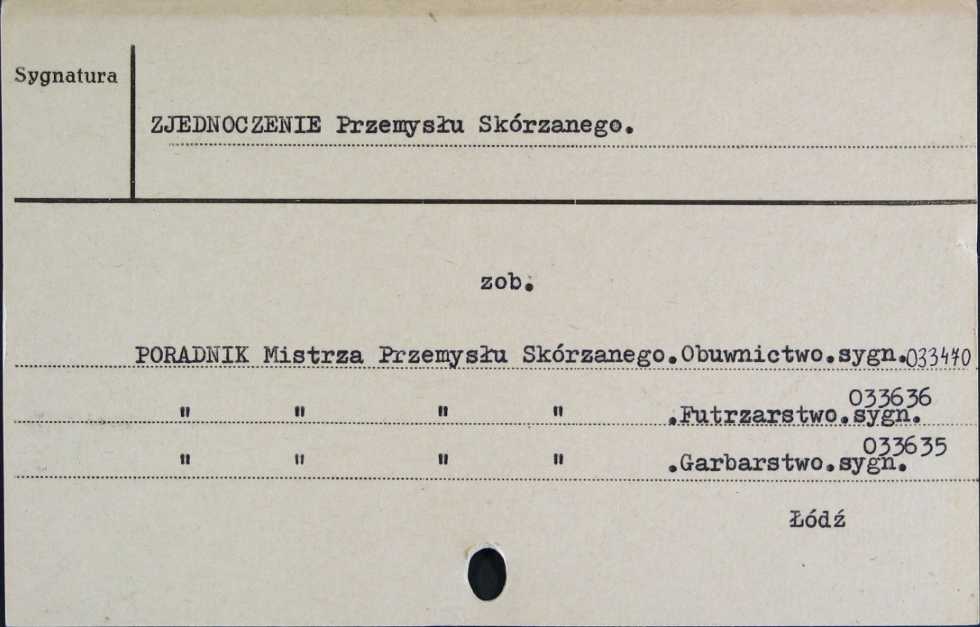 Sygnatura
ZJEDNOCZENIE Przemysłu Skórzanego.
zob.
PORADNIK Mistrza Przemysłu Skórzanego.Obuwnictwo.sygn.033470
" " " " .Futrzarstwo.sygn. 033636
" " " " .Garbarstwo.sygn. 033635
Łódź